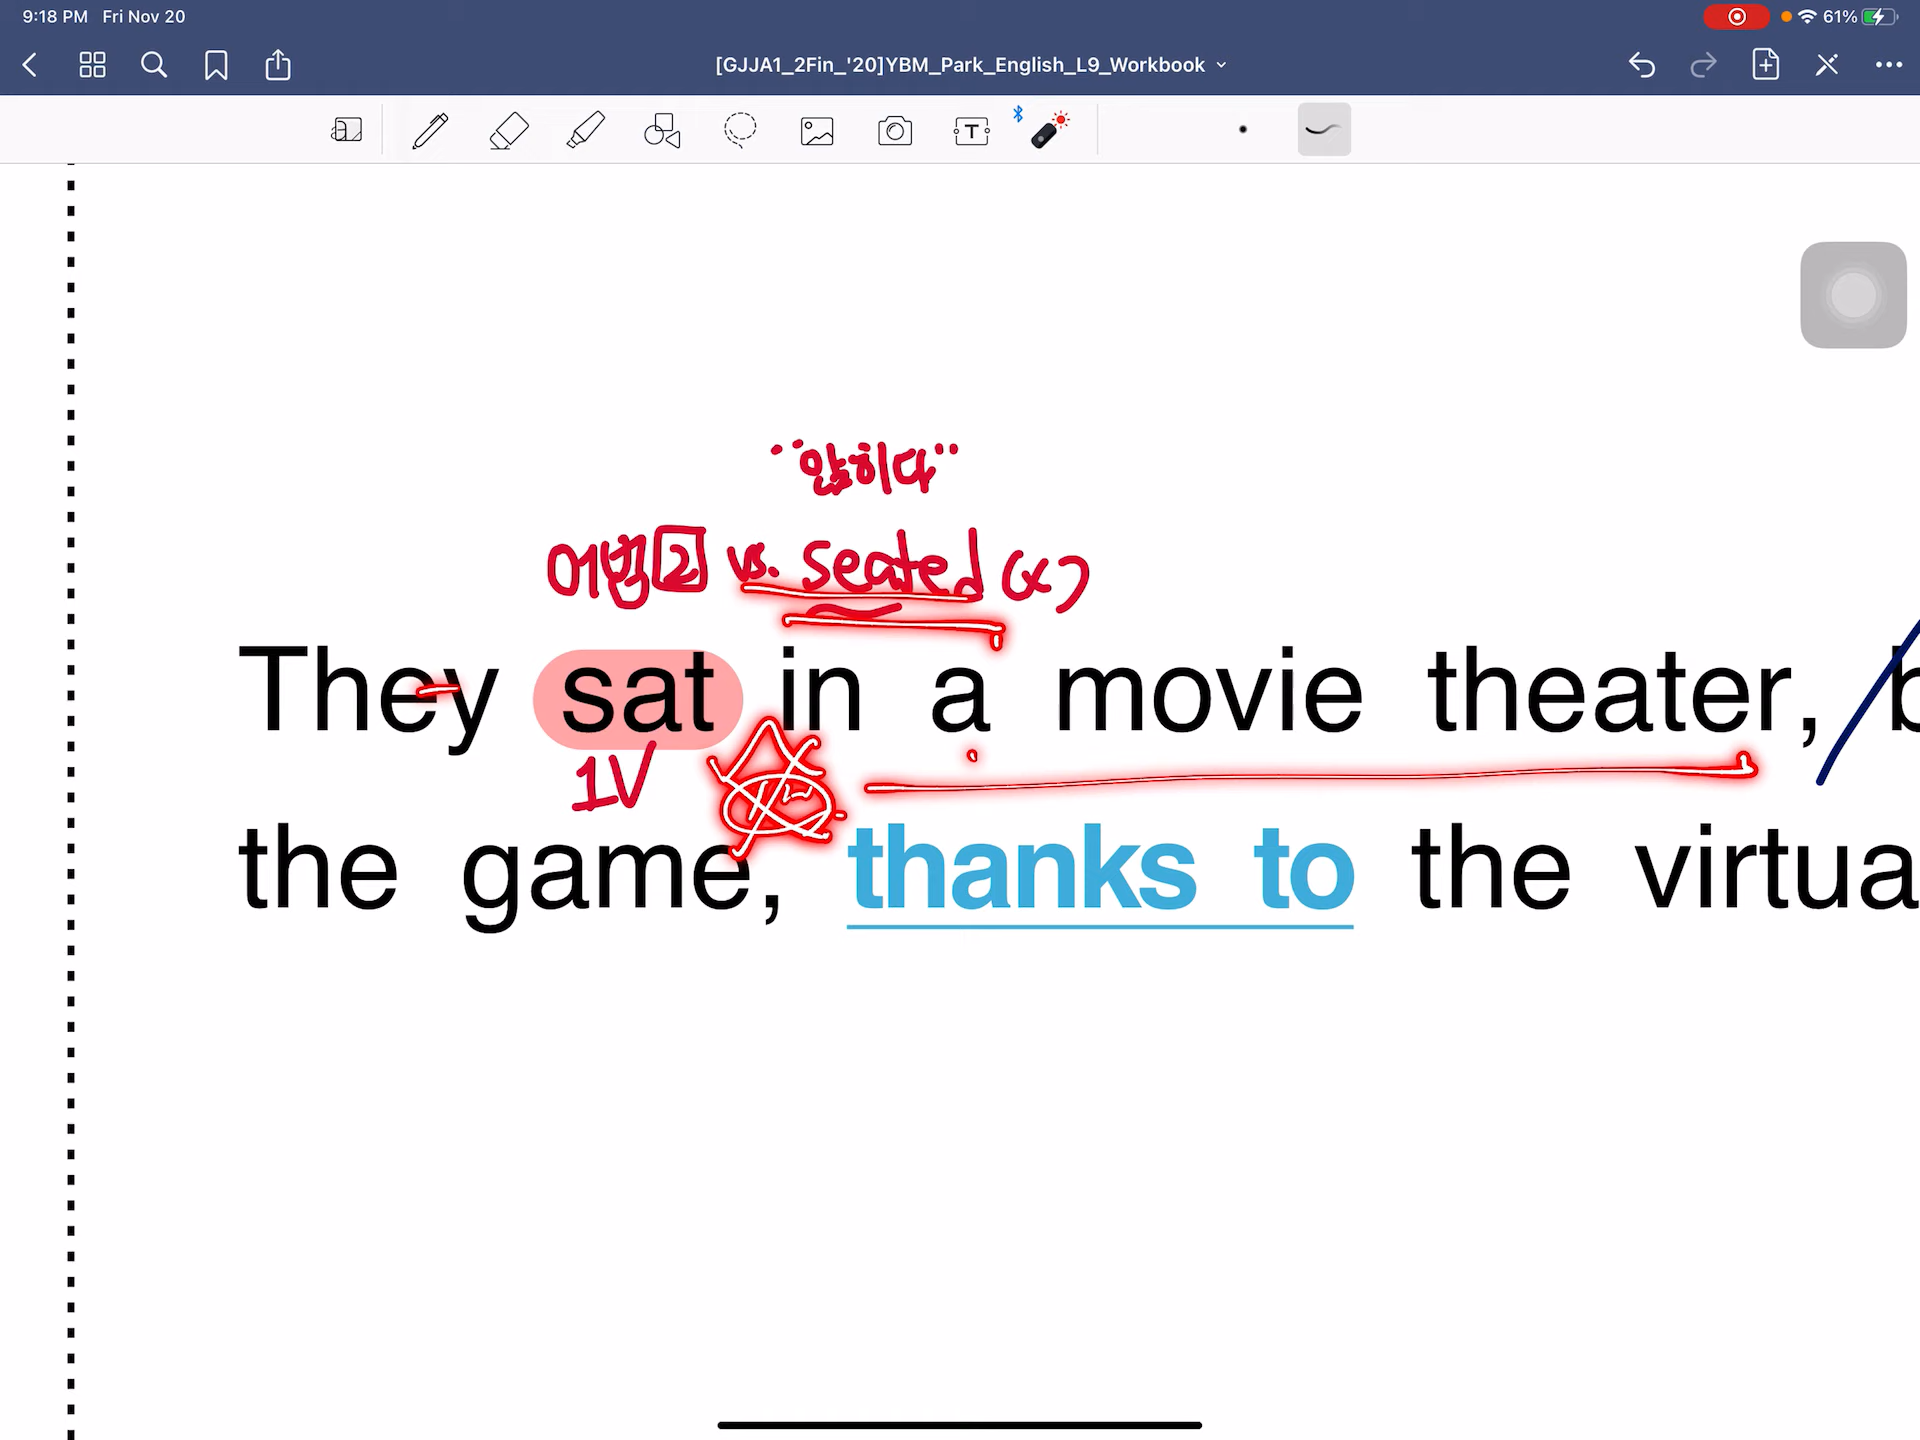 9:18 PM Fri Nov 20
61%
[GJJA1_2Fin_'20]YBM_Park_English_L9_Workbook
T
"앉히다"
어법2 vs. seated (x)
They sat in a movie theater, b
1V
the game, thanks to the virtua